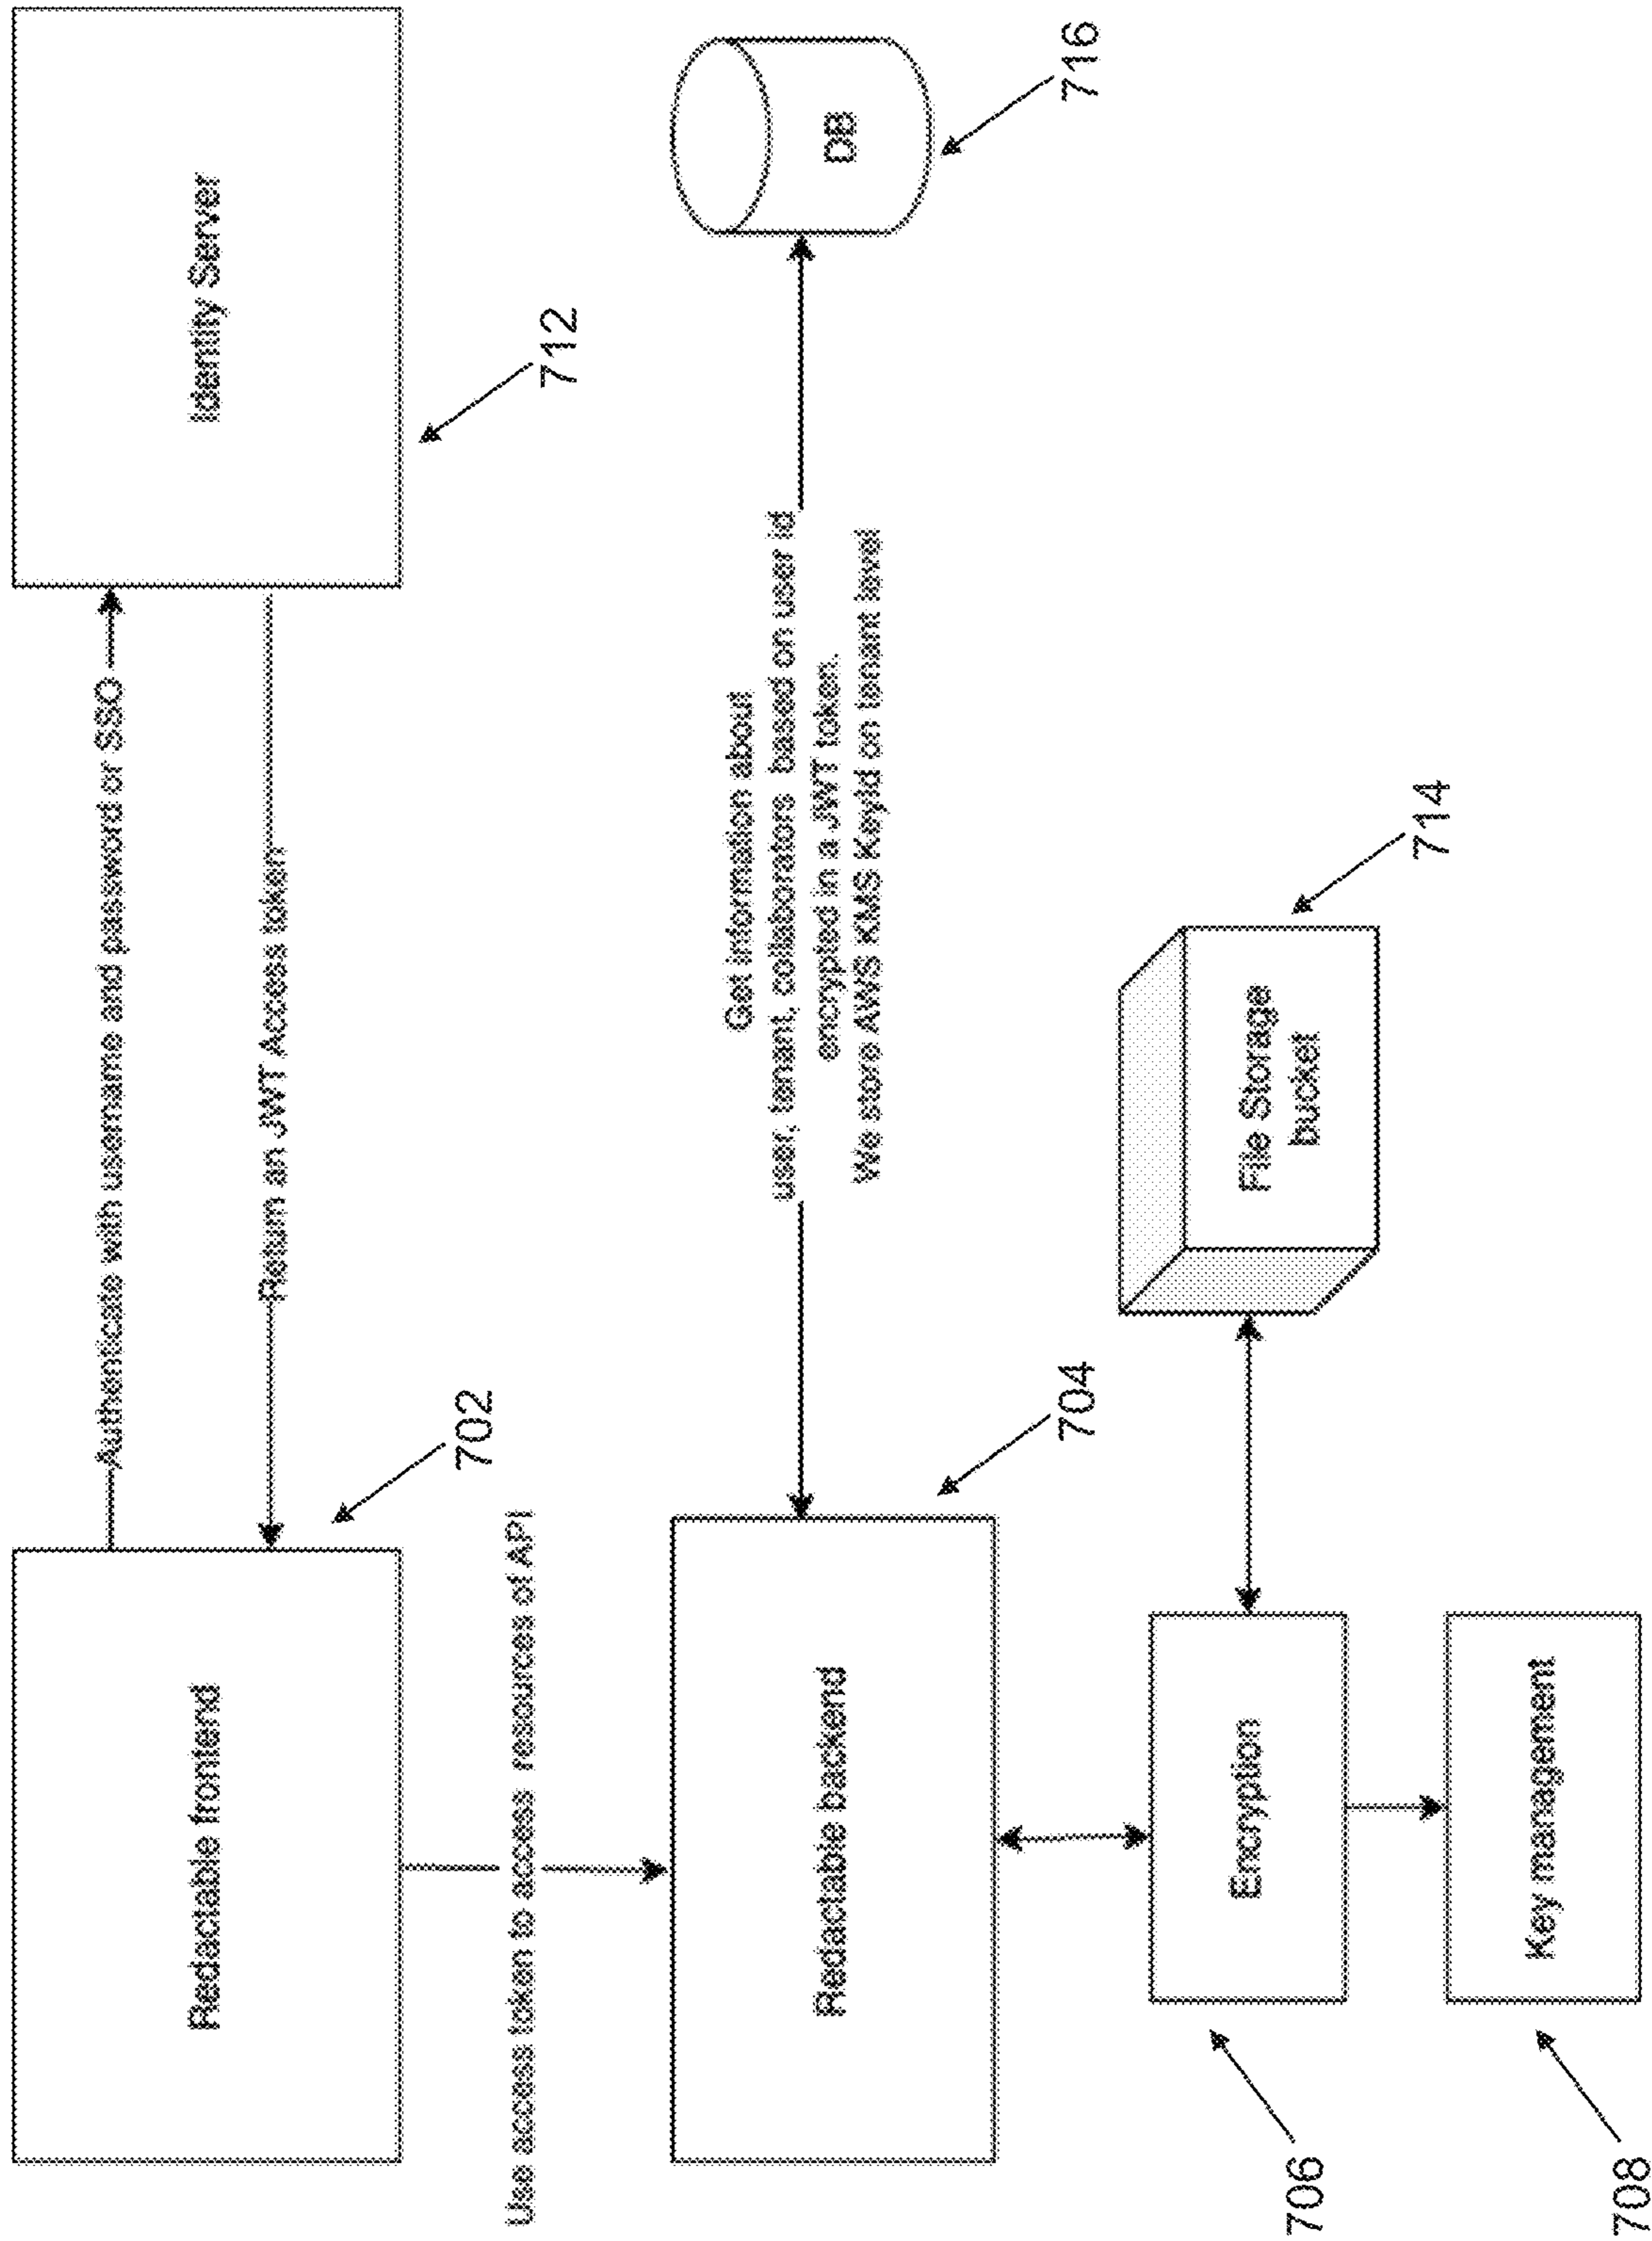 Redactable frontend
702
Authenticate with username and password or SSO
Return an JWT Access token
Identity Server
712
Use access token to access resources of API
Redactable backend
704
Get information about
user, tenant, collaborators based on user id
encrypted in a JWT token.
We store AWS KMS KeyId on tenant level
DB
716
Encryption
706
File Storage
bucket
714
Key management
708